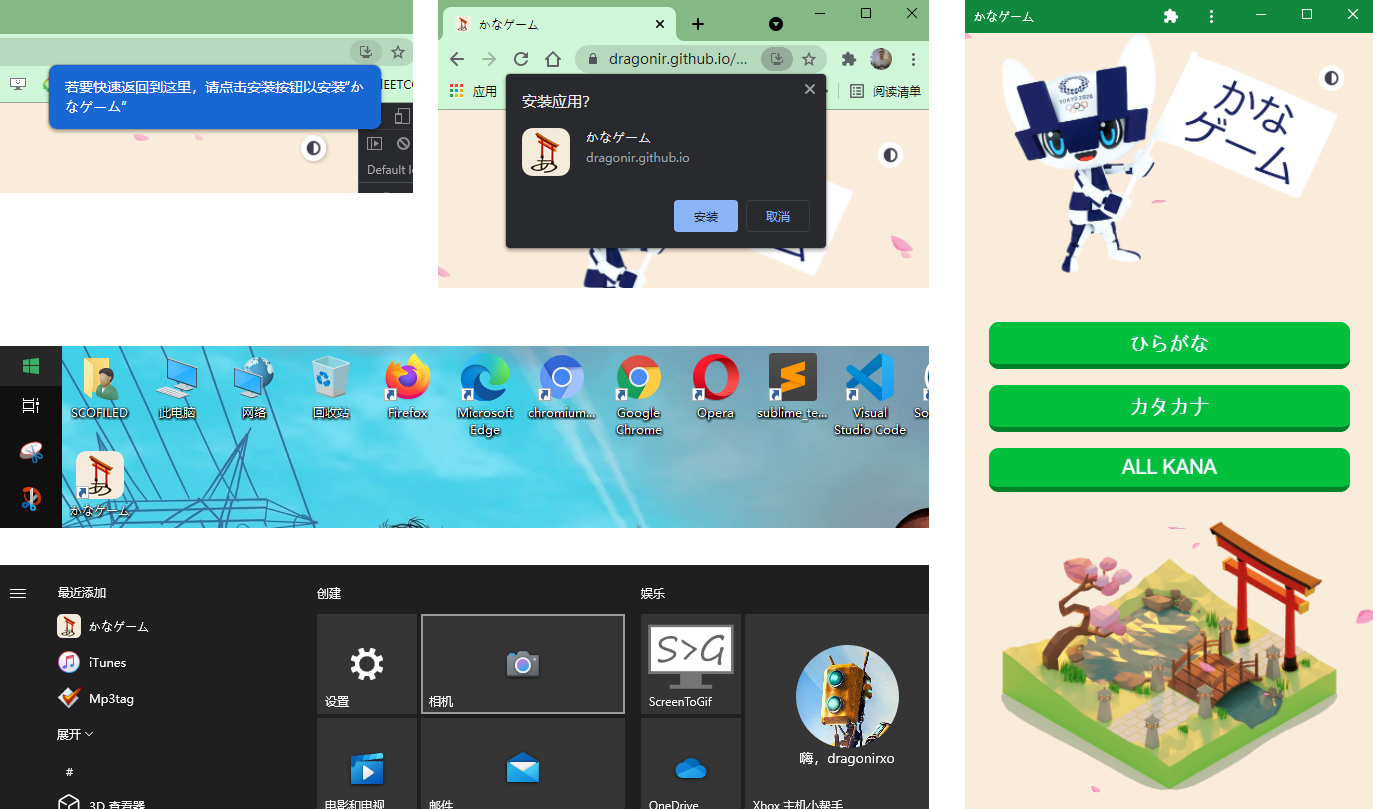 若要快速返回到这里，请点击安装按钮以安装"か
なゲーム"
Default l
かなゲーム
dragonir.github.io/...
应用
阅读清单
安装应用?
かなゲーム
dragonir.github.io
安装
取消
かなゲーム
TOKYO 2020
かな
ゲーム
ひらがな
カタカナ
ALL KANA
SCOFILED
此电脑
网络
回收站
Firefox
Microsoft
Edge
chromium...
Google
Chrome
Opera
sublime_te...
Visual
Studio Code
So
かなゲーム
最近添加
かなゲーム
iTunes
Mp3tag
展开
#
3D 查看器
创建
设置
相机
电影和电视
邮件
娱乐
S>G
ScreenToGif
嗨，dragonirxo
OneDrive
Xbox 主机小帮手